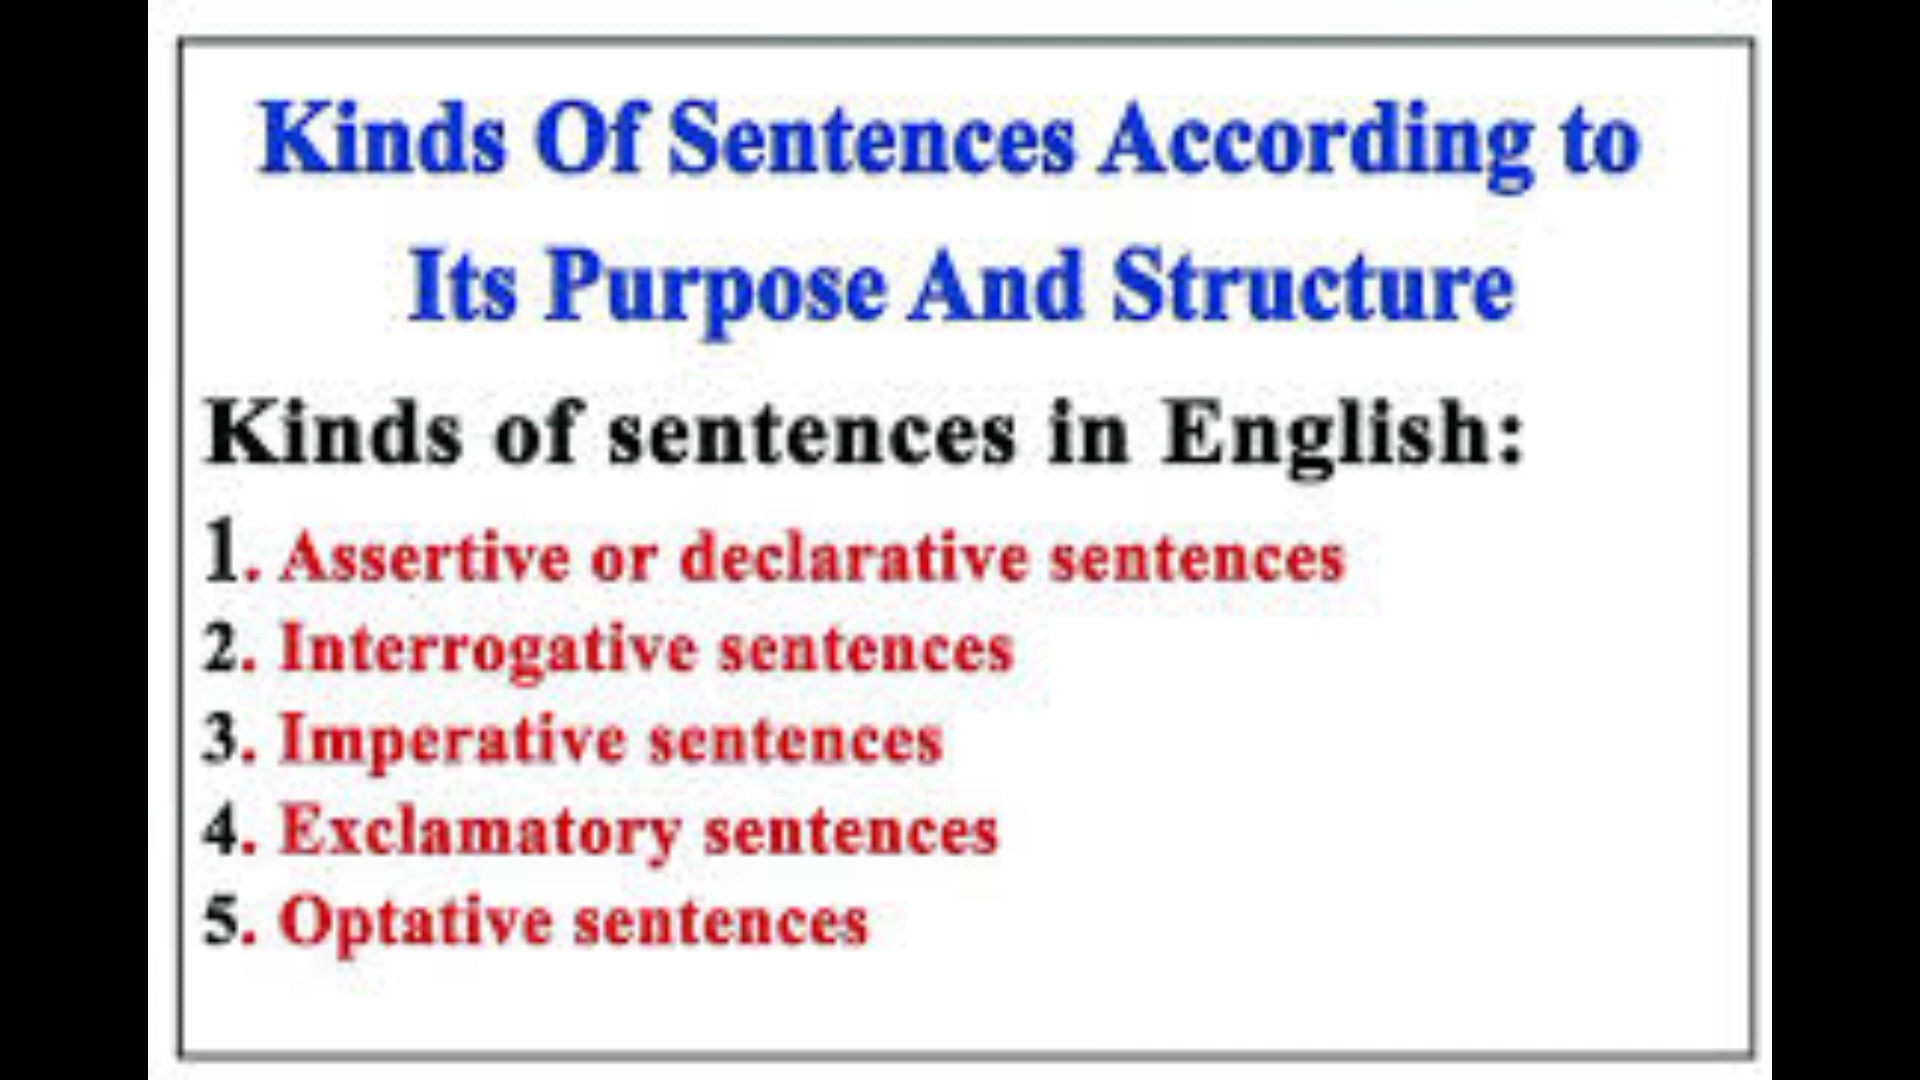 Kinds Of Sentences According to
Its Purpose And Structure
Kinds of sentences in English:
1. Assertive or declarative sentences
2. Interrogative sentences
3. Imperative sentences
4. Exclamatory sentences
5. Optative sentences